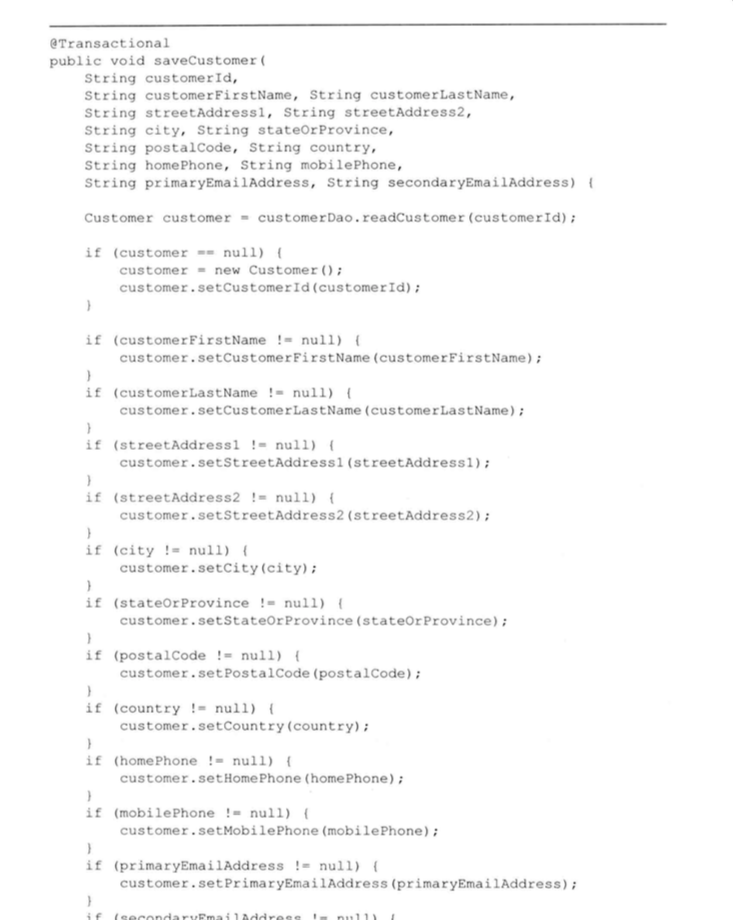 @Transactional
public void saveCustomer(
    String customerId,
    String customerFirstName, String customerLastName,
    String streetAddress1, String streetAddress2,
    String city, String stateOrProvince,
    String postalCode, String country,
    String homePhone, String mobilePhone,
    String primaryEmailAddress, String secondaryEmailAddress) {

    Customer customer = customerDao.readCustomer(customerId);

    if (customer == null) {
        customer = new Customer();
        customer.setCustomerId(customerId);
    }

    if (customerFirstName != null) {
        customer.setCustomerFirstName(customerFirstName);
    }
    if (customerLastName != null) {
        customer.setCustomerLastName(customerLastName);
    }
    if (streetAddress1 != null) {
        customer.setStreetAddress1(streetAddress1);
    }
    if (streetAddress2 != null) {
        customer.setStreetAddress2(streetAddress2);
    }
    if (city != null) {
        customer.setCity(city);
    }
    if (stateOrProvince != null) {
        customer.setStateOrProvince(stateOrProvince);
    }
    if (postalCode != null) {
        customer.setPostalCode(postalCode);
    }
    if (country != null) {
        customer.setCountry(country);
    }
    if (homePhone != null) {
        customer.setHomePhone(homePhone);
    }
    if (mobilePhone != null) {
        customer.setMobilePhone(mobilePhone);
    }
    if (primaryEmailAddress != null) {
        customer.setPrimaryEmailAddress(primaryEmailAddress);
    }
    if (secondaryEmailAddress != null) {